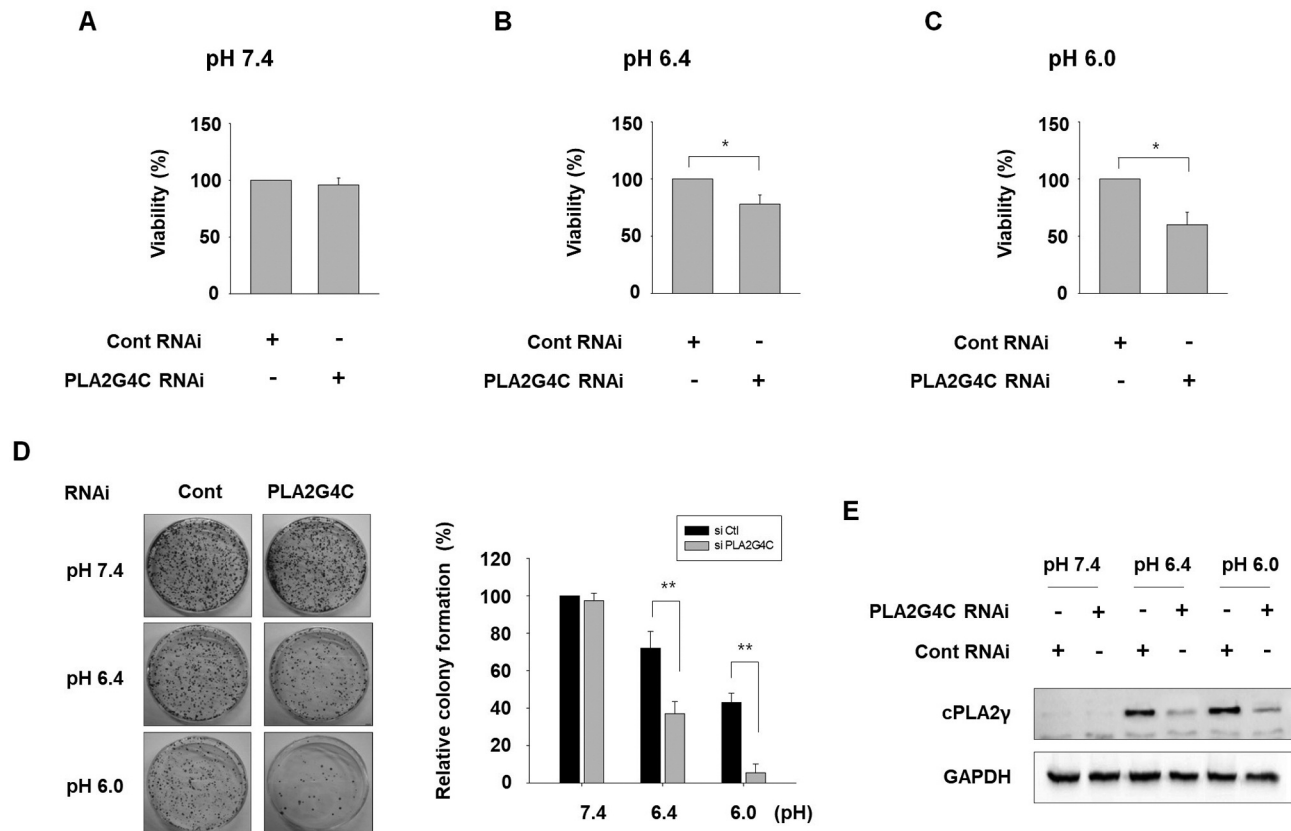 A
pH 7.4
Viability (%)
150
100
50
0
Cont RNAi + -
PLA2G4C RNAi - +
B
pH 6.4
Viability (%)
150
100
50
0
*
Cont RNAi + -
PLA2G4C RNAi - +
C
pH 6.0
Viability (%)
150
100
50
0
*
Cont RNAi + -
PLA2G4C RNAi - +
D
RNAi Cont PLA2G4C
pH 7.4
pH 6.4
pH 6.0
Relative colony formation (%)
si Ctl
si PLA2G4C
120
100
80
60
40
20
0
**
**
7.4 6.4 6.0 (pH)
E
pH 7.4 pH 6.4 pH 6.0
PLA2G4C RNAi - + - + - +
Cont RNAi + - + - + -
cPLA2γ
GAPDH